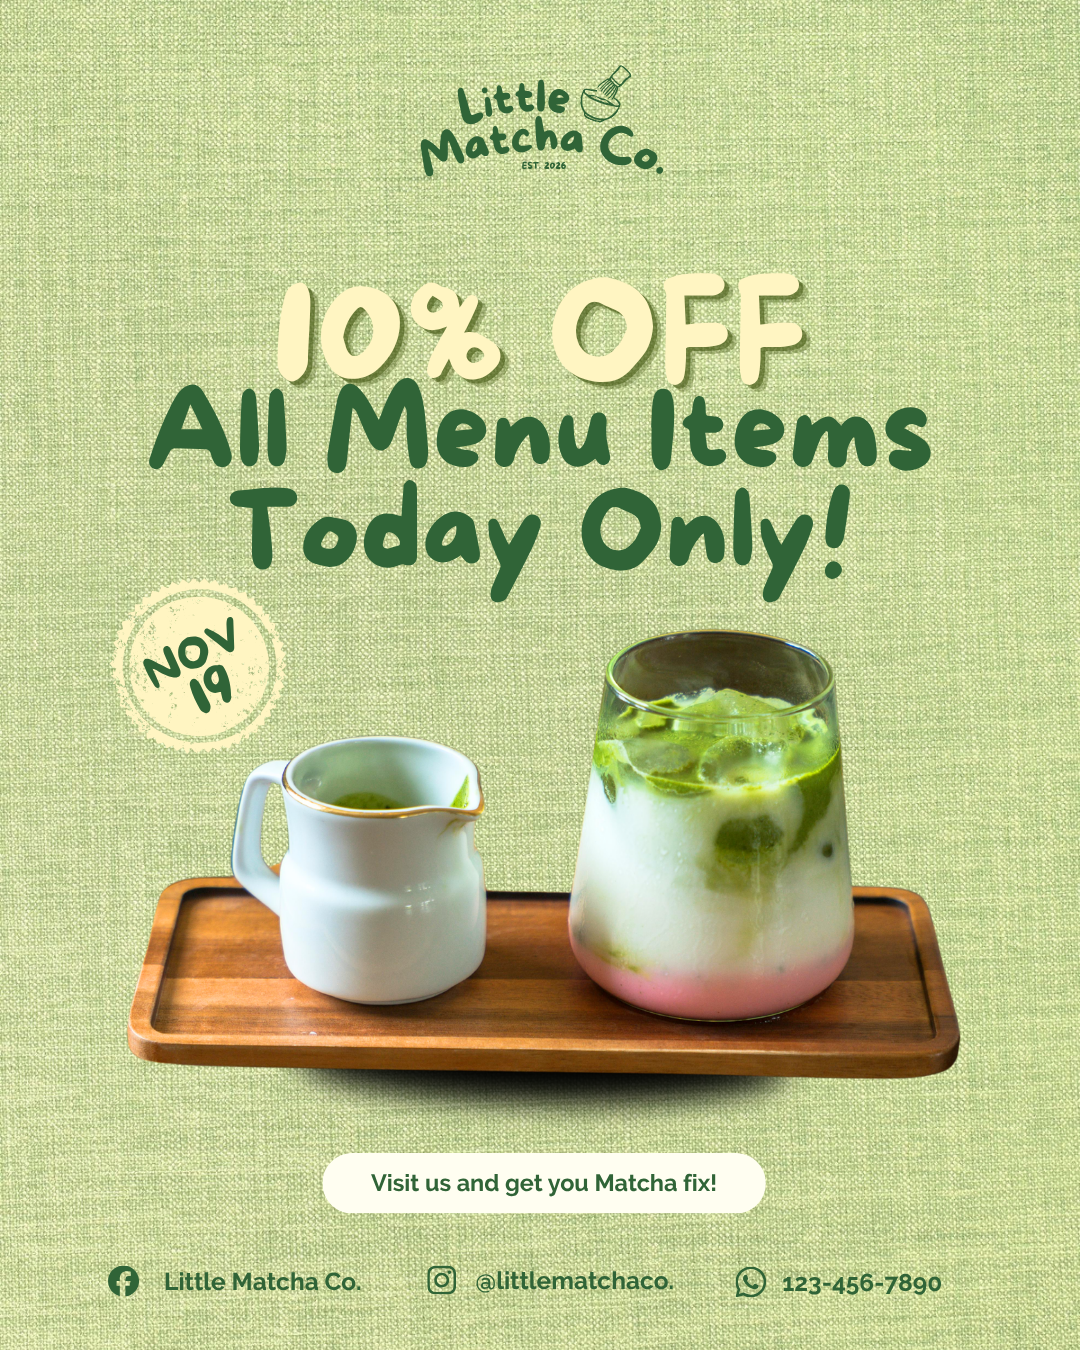 Little
Matcha Co.
EST. 2026
10% OFF
All Menu Items
Today Only!
NOV
19
Visit us and get you Matcha fix!
Little Matcha Co.
@littlematchaco.
123-456-7890